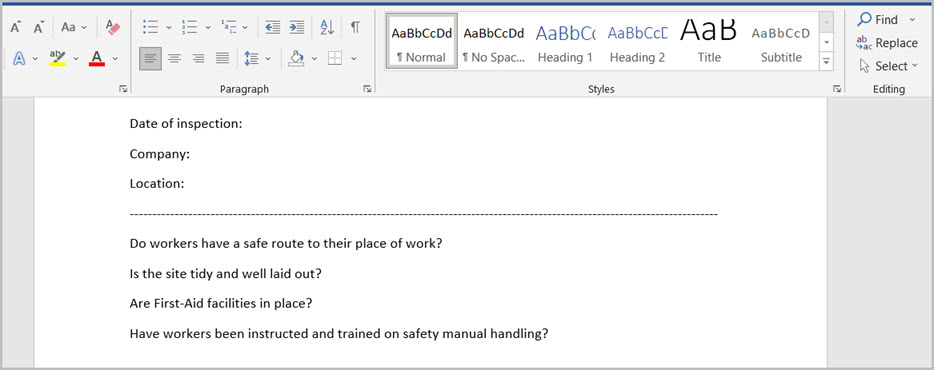 A A Aa A
A ab A
Paragraph
AaBbCcDd AaBbCcDd AaBbCc AaBbCcD AaB AaBbCcD
¶ Normal ¶ No Spac... Heading 1 Heading 2 Title Subtitle
Styles
Find
Replace
Select
Editing
Date of inspection:
Company:
Location:
--------------------------------------------------------------------------------------------------------------------------------------
Do workers have a safe route to their place of work?
Is the site tidy and well laid out?
Are First-Aid facilities in place?
Have workers been instructed and trained on safety manual handling?